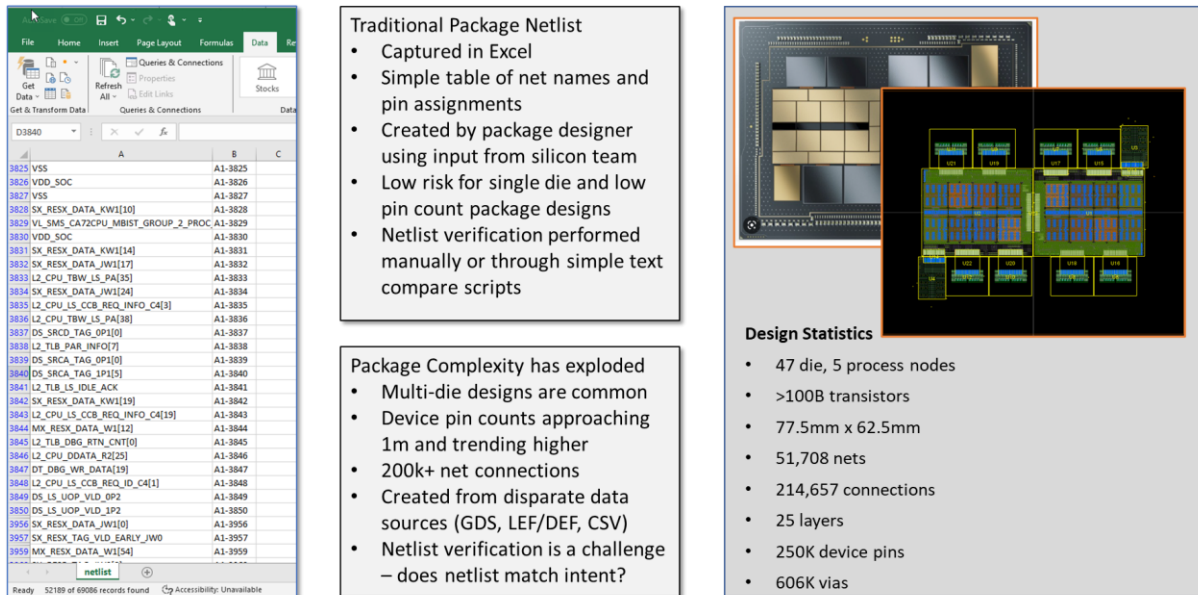 AutoSave Off
File Home Insert Page Layout Formulas Data Re
Get Data
Refresh All
Queries & Connections
Properties
Edit Links
Stocks
Get & Transform Data
Queries & Connections
Data
D3840
fx
A B C
3825 VSS A1-3825
3826 VDD_SOC A1-3826
3827 VSS A1-3827
3828 SX_RESX_DATA_KW1[10] A1-3828
3829 VL_SMS_CA72CPU_MBIST_GROUP_2_PROC A1-3829
3830 VDD_SOC A1-3830
3831 SX_RESX_DATA_KW1[14] A1-3831
3832 SX_RESX_DATA_JW1[17] A1-3832
3833 L2_CPU_TBW_LS_PA[35] A1-3833
3834 SX_RESX_DATA_JW1[24] A1-3834
3835 L2_CPU_LS_CCB_REQ_INFO_C4[3] A1-3835
3836 L2_CPU_TBW_LS_PA[38] A1-3836
3837 DS_SRCD_TAG_0P1[0] A1-3837
3838 L2_TLB_PAR_INFO[7] A1-3838
3839 DS_SRCA_TAG_0P1[0] A1-3839
3840 DS_SRCA_TAG_1P1[5] A1-3840
3841 L2_TLB_LS_IDLE_ACK A1-3841
3842 SX_RESX_DATA_KW1[19] A1-3842
3843 L2_CPU_LS_CCB_REQ_INFO_C4[19] A1-3843
3844 MX_RESX_DATA_W1[12] A1-3844
3845 L2_TLB_DBG_RTN_CNT[0] A1-3845
3846 L2_CPU_DDATA_R2[25] A1-3846
3847 DT_DBG_WR_DATA[19] A1-3847
3848 L2_CPU_LS_CCB_REQ_ID_C4[1] A1-3848
3849 DS_LS_UOP_VLD_0P2 A1-3849
3850 DS_LS_UOP_VLD_1P2 A1-3850
3956 SX_RESX_DATA_JW1[0] A1-3956
3957 SX_RESX_TAG_VLD_EARLY_JW0 A1-3957
3959 MX_RESX_DATA_W1[54] A1-3959
netlist
Ready 52189 of 69086 records found Accessibility: Unavailable
Traditional Package Netlist
• Captured in Excel
• Simple table of net names and
pin assignments
• Created by package designer
using input from silicon team
• Low risk for single die and low
pin count package designs
• Netlist verification performed
manually or through simple text
compare scripts
Package Complexity has exploded
• Multi-die designs are common
• Device pin counts approaching
1m and trending higher
• 200k+ net connections
• Created from disparate data
sources (GDS, LEF/DEF, CSV)
• Netlist verification is a challenge
– does netlist match intent?
U21
U17
U22
U20
Design Statistics
• 47 die, 5 process nodes
• >100B transistors
• 77.5mm x 62.5mm
• 51,708 nets
• 214,657 connections
• 25 layers
• 250K device pins
• 606K vias